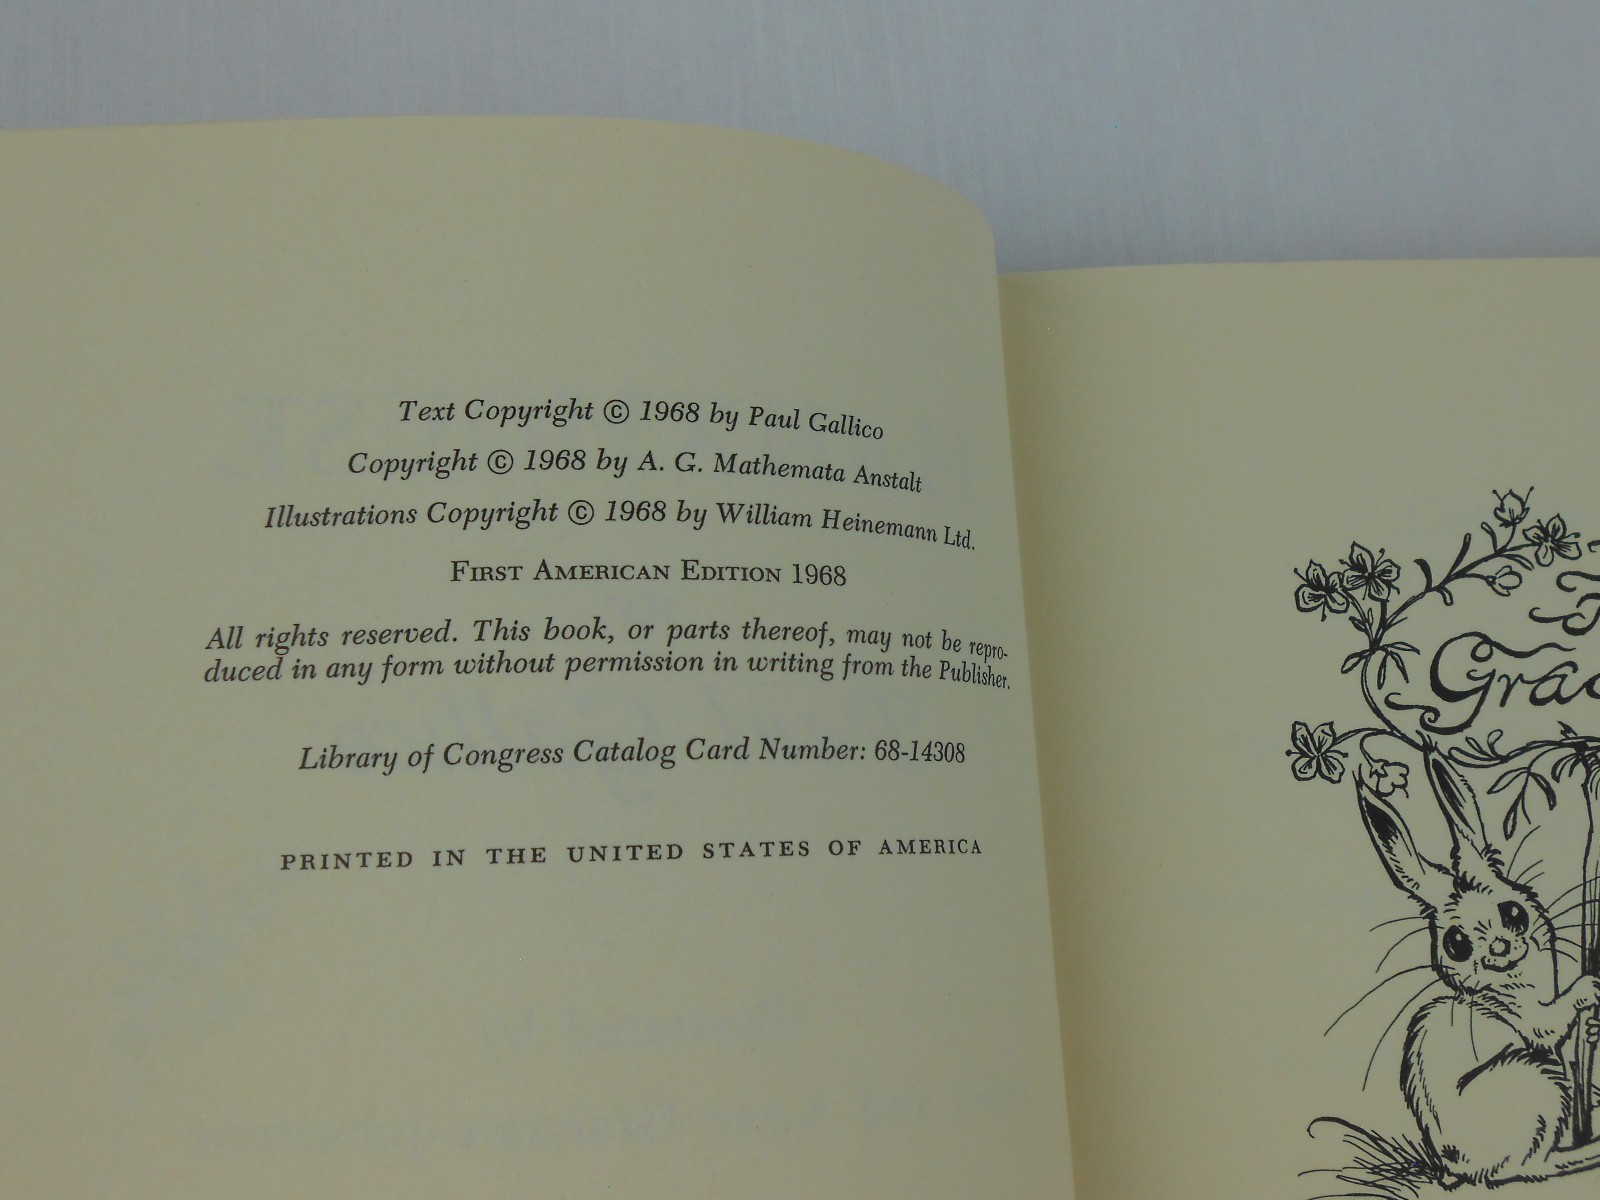 Text Copyright © 1968 by Paul Gallico
Copyright © 1968 by A. G. Mathemata Anstalt
Illustrations Copyright © 1968 by William Heinemann Ltd.
FIRST AMERICAN EDITION 1968
All rights reserved. This book, or parts thereof, may not be repro-
duced in any form without permission in writing from the Publisher.
Library of Congress Catalog Card Number: 68-14308
PRINTED IN THE UNITED STATES OF AMERICA